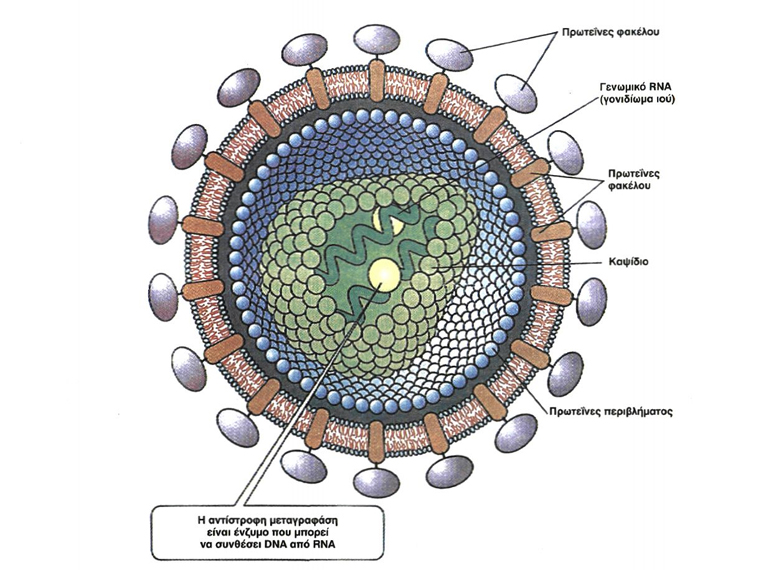 Πρωτεΐνες φακέλου
Γενωμικό RNA
(γονιδίωμα ιού)
Πρωτεΐνες
φακέλου
Καψίδιο
Πρωτεΐνες περιβλήματος
Η αντίστροφη μεταγραφάση
είναι ένζυμο που μπορεί
να συνθέσει DNA από RNA